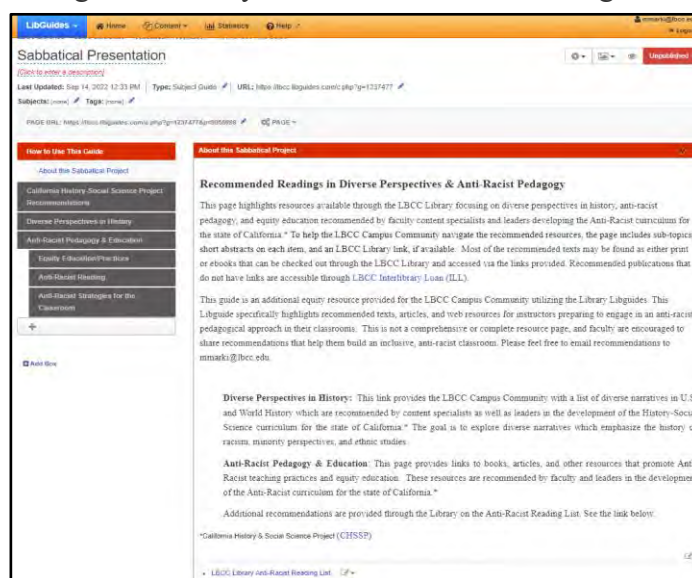 LibGuides Home Content Statistics Help mmarki@lbcc.ed
Logou
Sabbatical Presentation Unpublished
[Click to enter a description]
Last Updated: Sep 14, 2022 12:33 PM Type: Subject Guide URL: https://lbcc.libguides.com/c.php?g=1237477
Subjects: (none) Tags: (none)
PAGE
How to Use This Guide
About this Sabbatical Project
California History-Social Science Project
Recommendations
Diverse Perspectives in History
Anti-Racist Pedagogy & Education
Equity Education/Practices
Anti-Racist Reading
Anti-Racist Strategies for the
Classroom
+
Add Box
About this Sabbatical Project
Recommended Readings in Diverse Perspectives & Anti-Racist Pedagogy
This page highlights resources available through the LBCC Library focusing on diverse perspectives in history, anti-racist
pedagogy, and equity education recommended by faculty content specialists and leaders developing the Anti-Racist curriculum for
the state of California.* To help the LBCC Campus Community navigate the recommended resources, the page includes sub-topics
short abstracts on each item, and an LBCC Library link, if available. Most of the recommended texts may be found as either print
or ebooks that can be checked out through the LBCC Library and accessed via the links provided. Recommended publications that
do not have links are accessible through LBCC Interlibrary Loan (ILL).
This guide is an additional equity resource provided for the LBCC Campus Community utilizing the Library Libguides. This
Libguide specifically highlights recommended texts, articles, and web resources for instructors preparing to engage in an anti-racist
pedagogical approach in their classrooms. This is not a comprehensive or complete resource page, and faculty are encouraged to
share recommendations that help them build an inclusive, anti-racist classroom. Please feel free to email recommendations to
mmarki@lbcc.edu.
Diverse Perspectives in History: This link provides the LBCC Campus Community with a list of diverse narratives in U.S
and World History which are recommended by content specialists as well as leaders in the development of the History-Socia
Science curriculum for the state of California.* The goal is to explore diverse narratives which emphasize the history o
racism, minority perspectives, and ethnic studies.
Anti-Racist Pedagogy & Education: This page provides links to books, articles, and other resources that promote Anti
Racist teaching practices and equity education. These resources are recommended by faculty and leaders in the developmen
of the Anti-Racist curriculum for the state of California.*
Additional recommendations are provided through the Library on the Anti-Racist Reading List. See the link below.
*California History & Social Science Project (CHSSP)
LBCC Library Anti-Racist Reading List